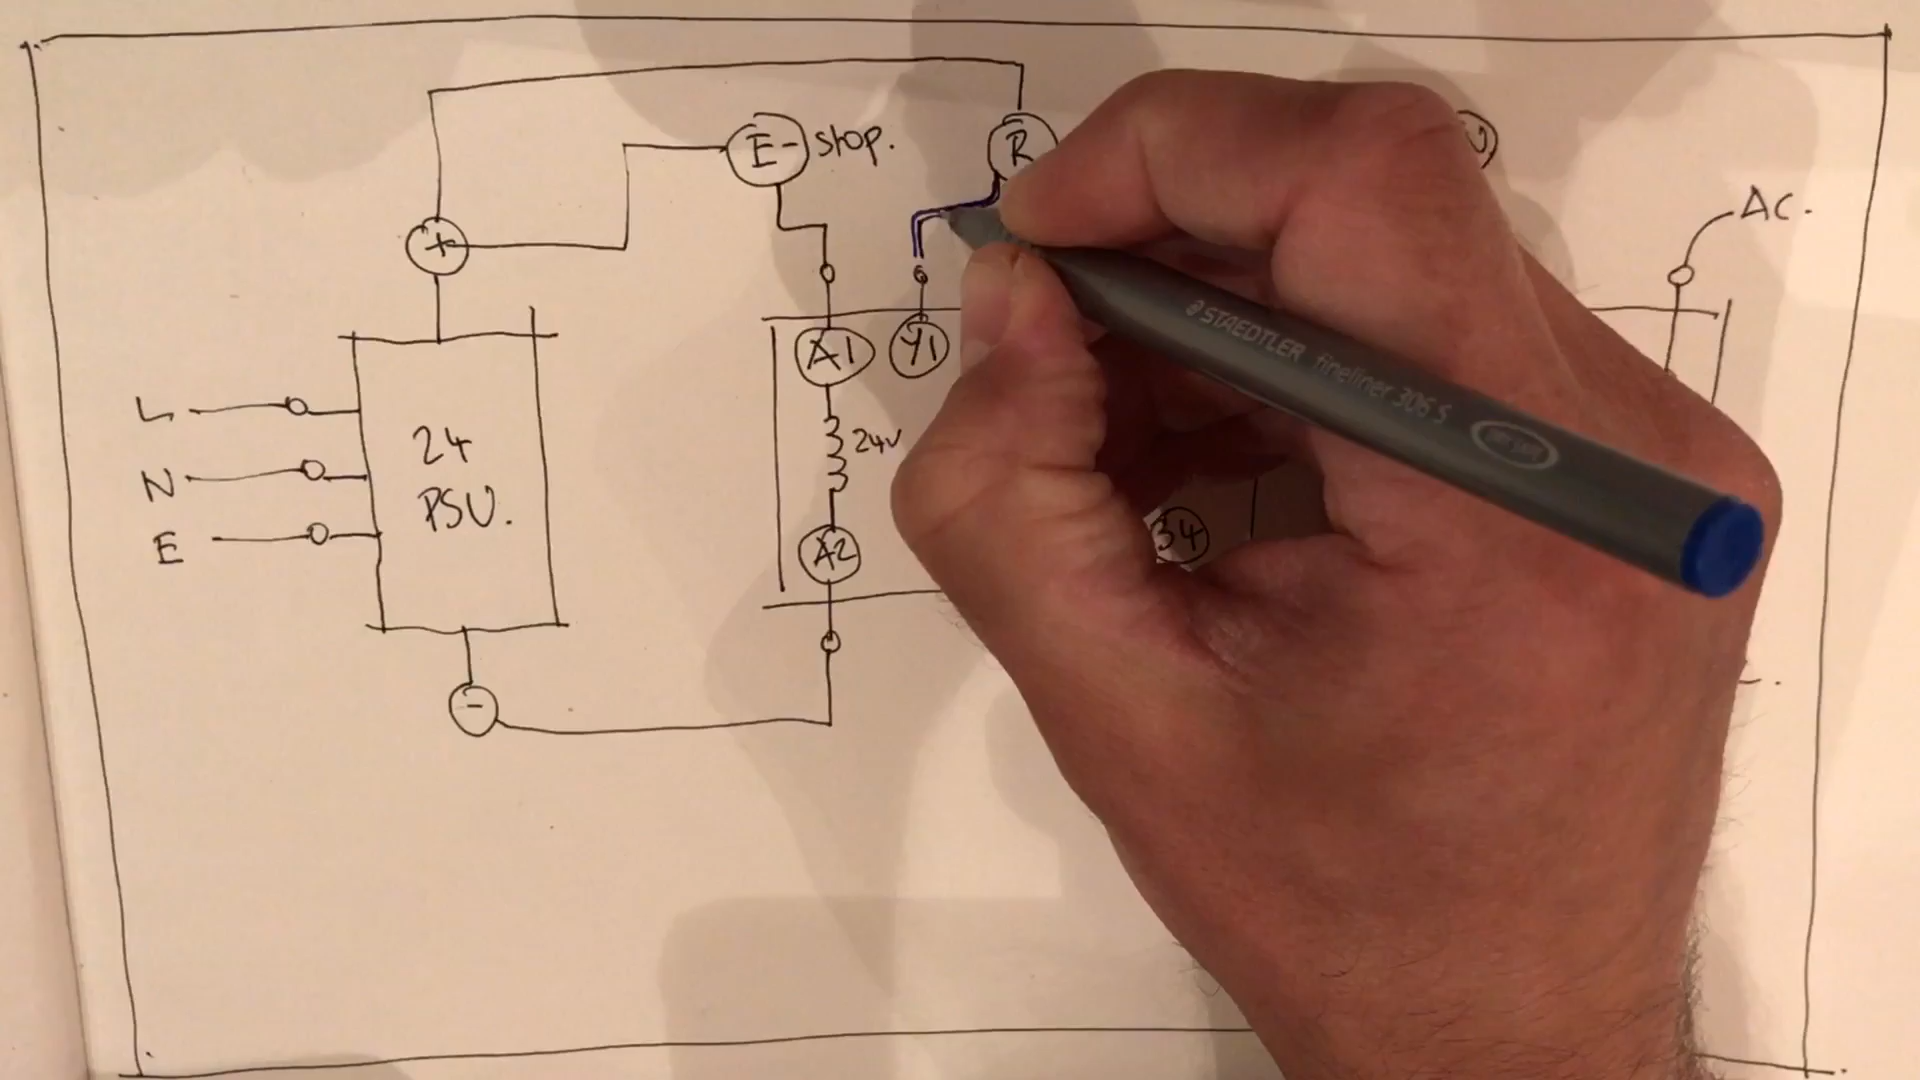 E- stop.
R
AC.
+
A1
Y1
STAEDTLER fineliner 306 S
L
N
E
24
PSU.
24V
34
A2
-